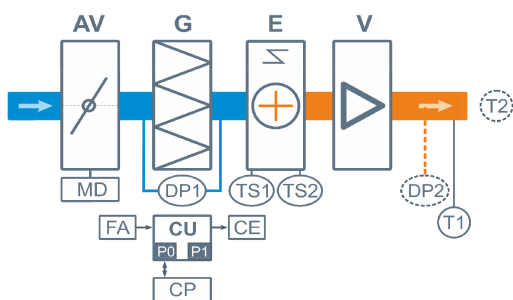 AV G E V
T2
MD DP1 TS1 TS2 DP2
T1
FA CU CE
P0 P1
CP